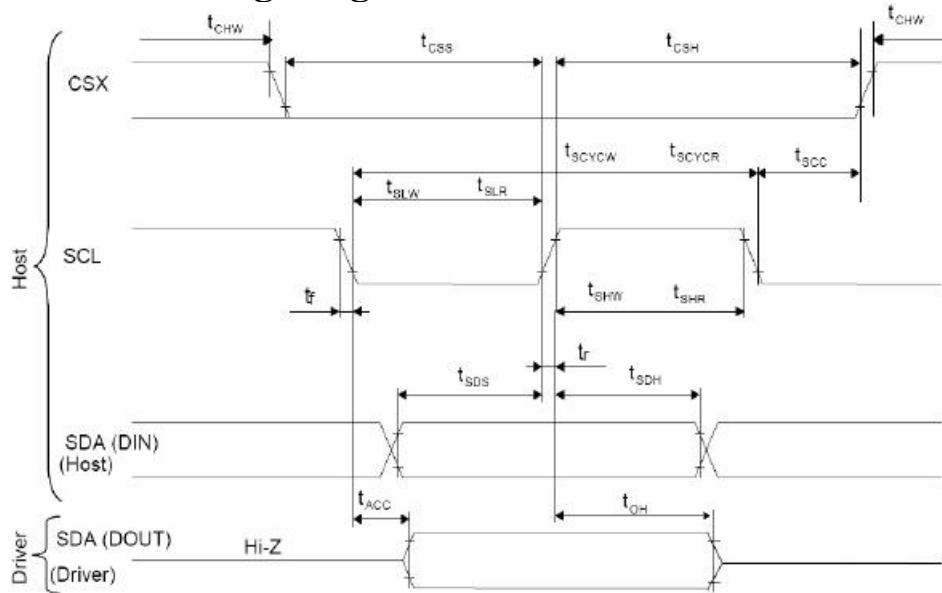 tCHW
tCHW
tCSS
tCSH
CSX
tSCYCW
tSCYCR
tSCC
tSLW
tSLR
Host
SCL
tf
tSHW
tSHR
tr
tSDS
tSDH
SDA (DIN)
(Host)
tACC
tOH
Driver
SDA (DOUT)
Hi-Z
(Driver)